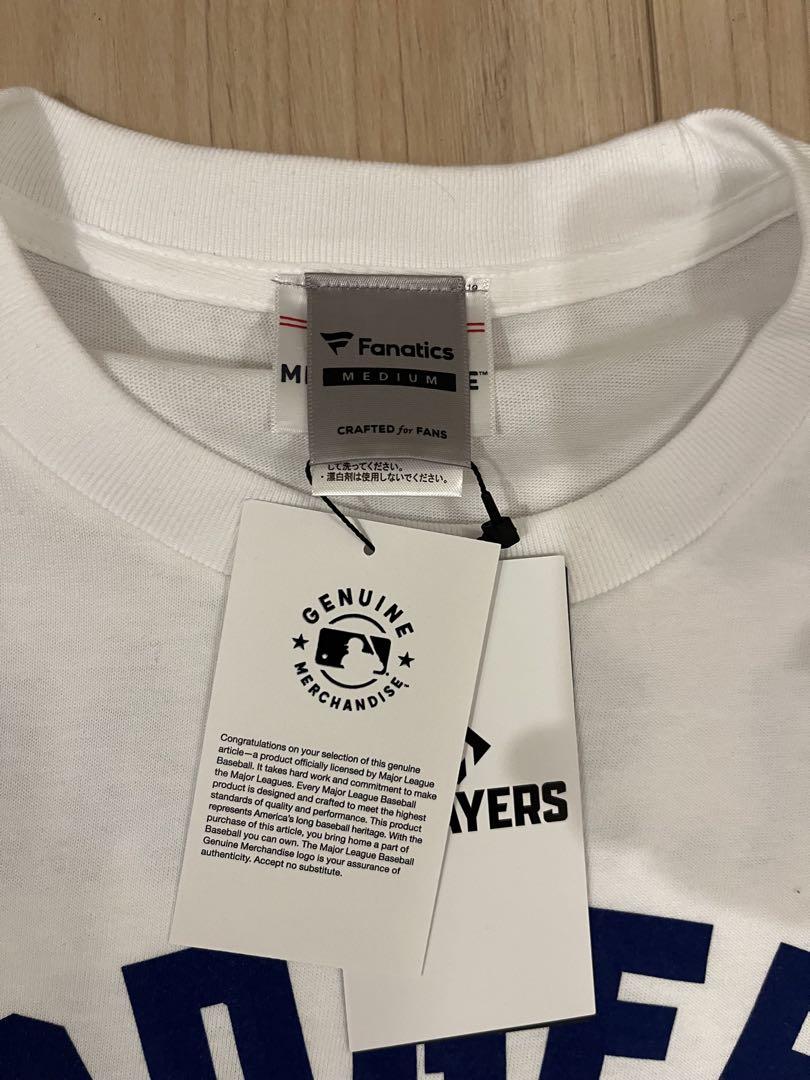 19
Fanatics
M
E™
MEDIUM
CRAFTED for FANS
して洗ってください。
・漂白剤は使用しないでください。
GENUINE
MERCHANDISE™
Congratulations on your selection of this genuine
article—a product officially licensed by Major League
Baseball. It takes hard work and commitment to make
the Major Leagues. Every Major League Baseball
product is designed and crafted to meet the highest
standards of quality and performance. This product
represents America's long baseball heritage. With the
purchase of this article, you bring home a part of
Baseball you can own. The Major League Baseball
Genuine Merchandise logo is your assurance of
authenticity. Accept no substitute.
AYERS